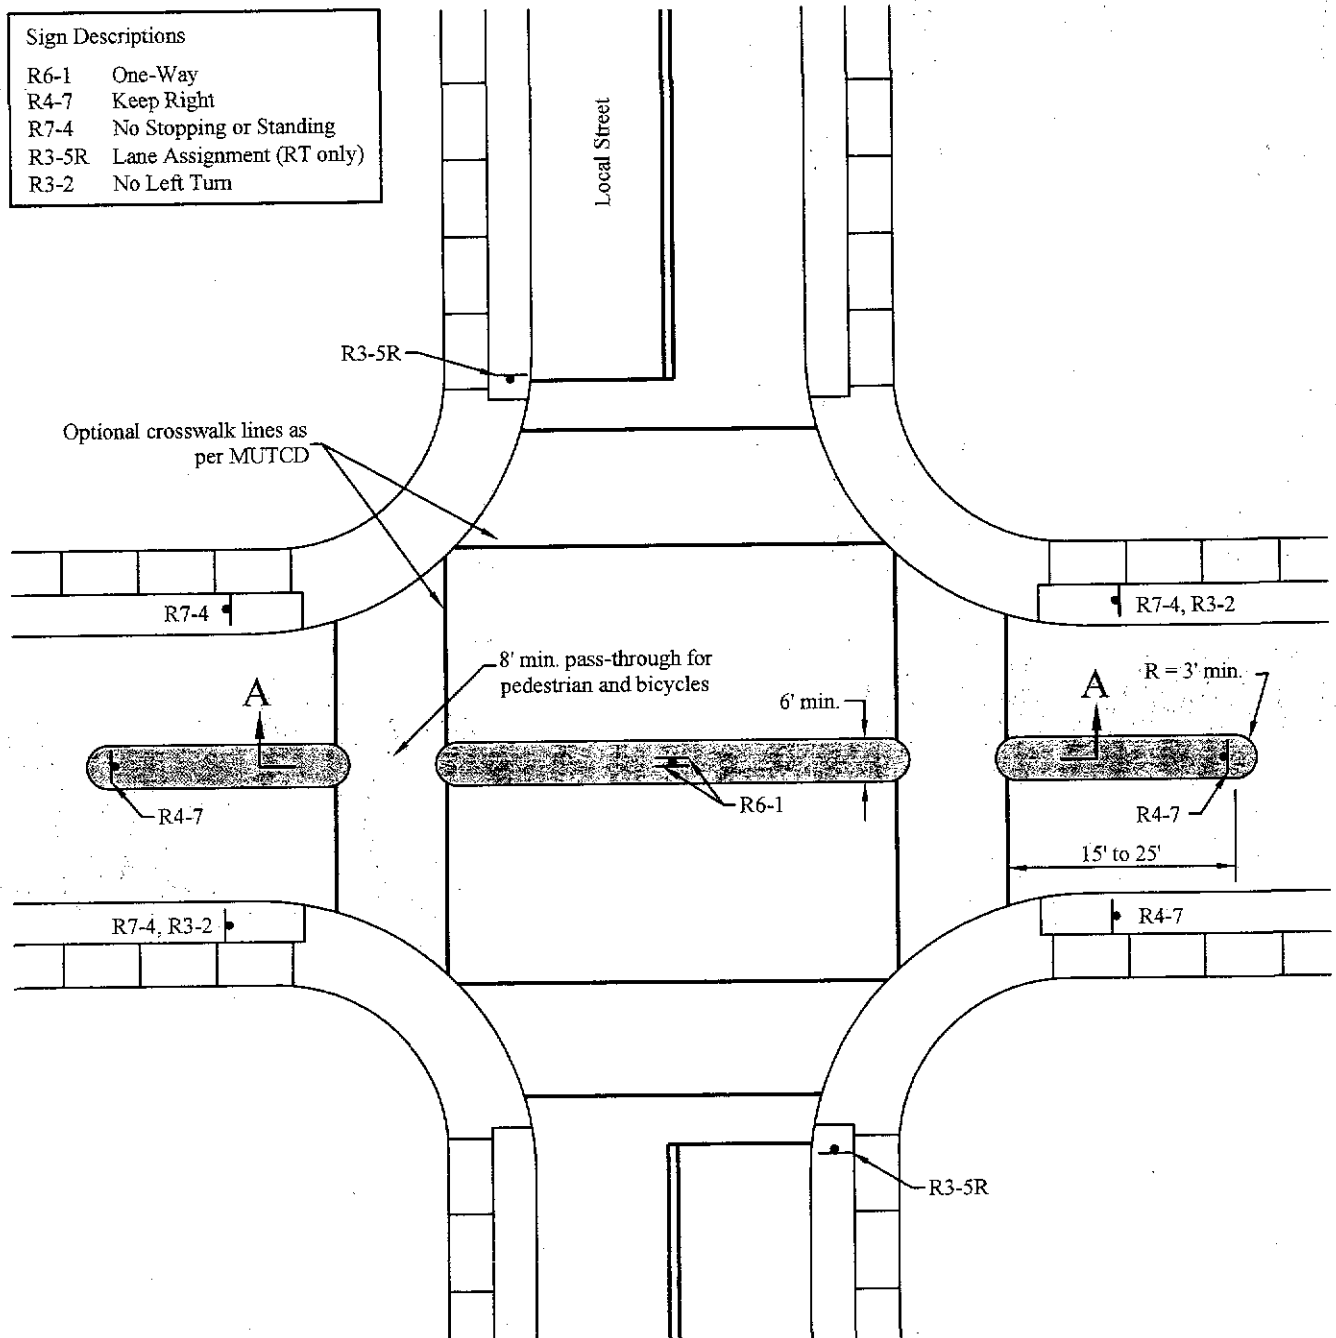 Sign Descriptions
R6-1 One-Way
R4-7 Keep Right
R7-4 No Stopping or Standing
R3-5R Lane Assignment (RT only)
R3-2 No Left Turn
Local Street
R3-5R
Optional crosswalk lines as
per MUTCD
R7-4
R7-4, R3-2
8' min. pass-through for
pedestrian and bicycles
A
A
R = 3' min.
6' min.
R4-7
R6-1
R4-7
15' to 25'
R7-4, R3-2
R4-7
R3-5R